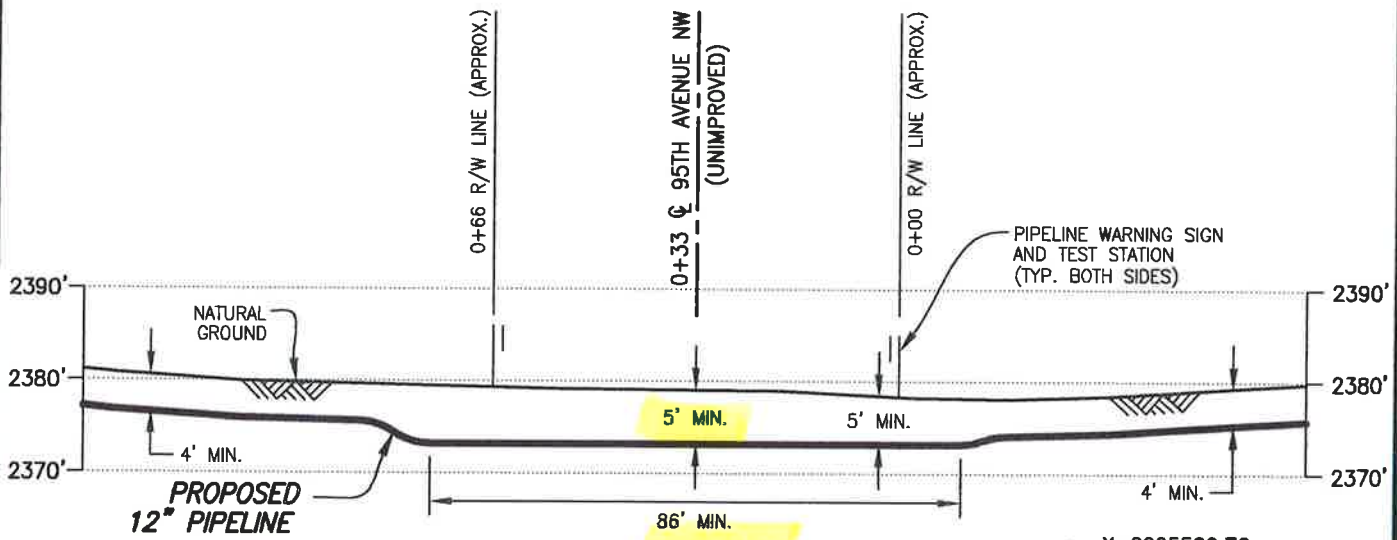 0+66 R/W LINE (APPROX.)
0+33 ℄ 95TH AVENUE NW
(UNIMPROVED)
0+00 R/W LINE (APPROX.)
PIPELINE WARNING SIGN
AND TEST STATION
(TYP. BOTH SIDES)
2390'
2390'
NATURAL
GROUND
2380'
2380'
5' MIN.
5' MIN.
4' MIN.
2370'
2370'
4' MIN.
PROPOSED
12" PIPELINE
86' MIN.